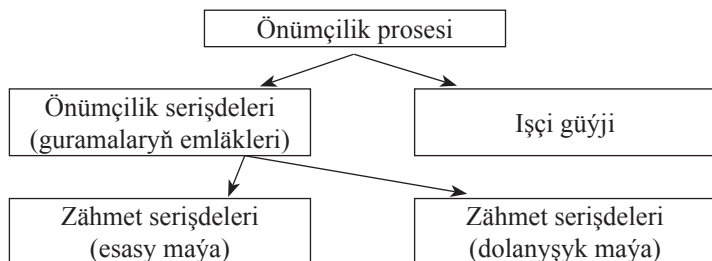 Önümçilik prosesi
Önümçilik serişdeleri
(guramalaryň emläkleri)
Işçi güýji
Zähmet serişdeleri
(esasy maýa)
Zähmet serişdeleri
(dolanyşyk maýa)